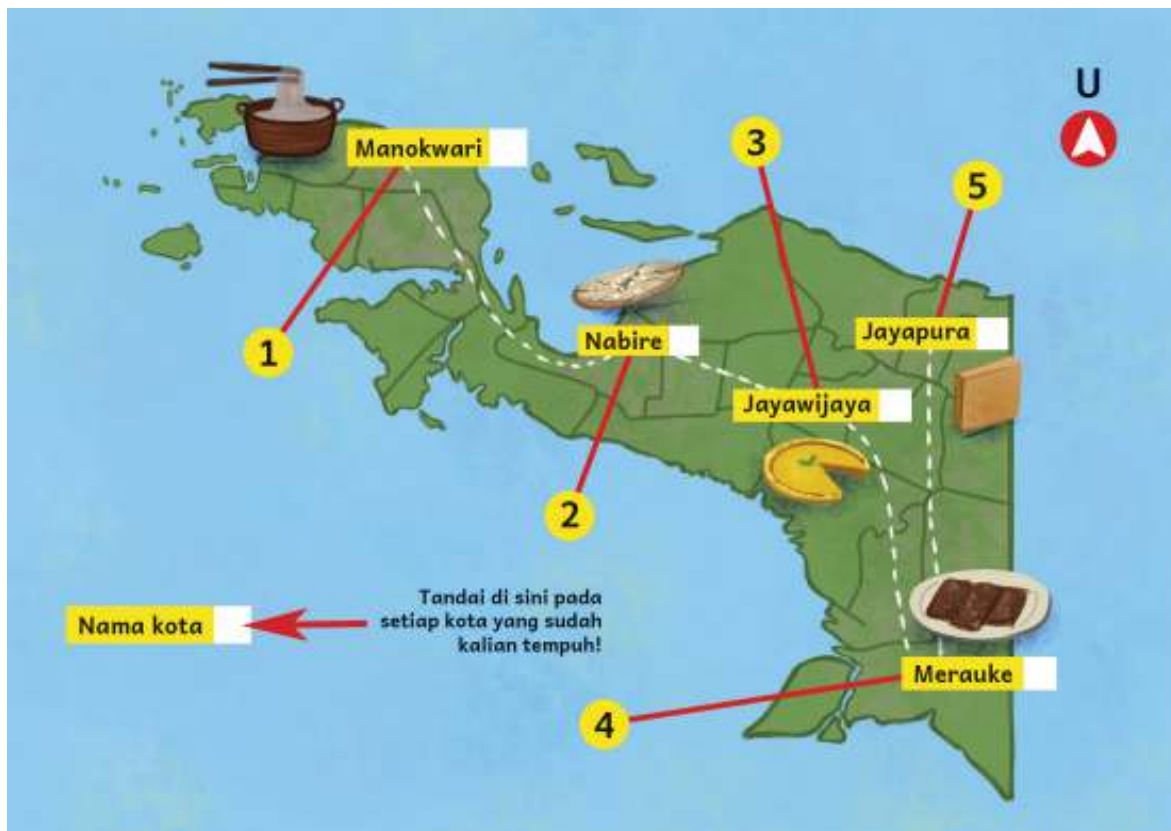 U
Manokwari
3
5
1
Nabire
Jayapura
Jayawijaya
2
Nama kota
Tandai di sini pada
setiap kota yang sudah
kalian tempuh!
Merauke
4